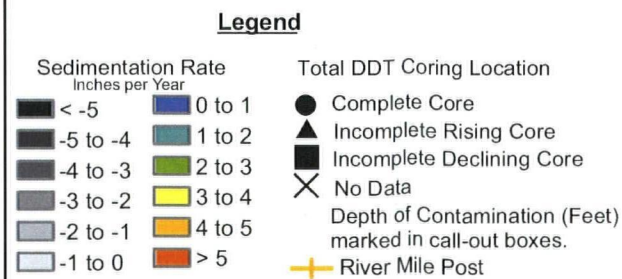 Legend
Sedimentation Rate
Inches per Year
< -5
-5 to -4
-4 to -3
-3 to -2
-2 to -1
-1 to 0
0 to 1
1 to 2
2 to 3
3 to 4
4 to 5
> 5
Total DDT Coring Location
Complete Core
Incomplete Rising Core
Incomplete Declining Core
No Data
Depth of Contamination (Feet)
marked in call-out boxes.
River Mile Post